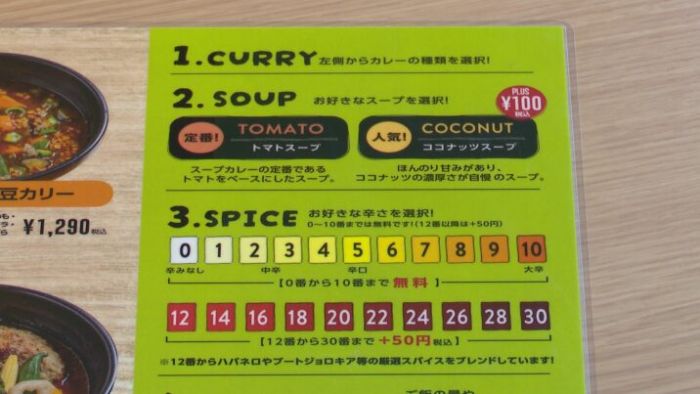 1.CURRY 左側からカレーの種類を選択!
2.SOUP お好きなスープを選択!
PLUS
¥100
税込
定番! TOMATO
トマトスープ
人気! COCONUT
ココナッツスープ
スープカレーの定番である
トマトをベースにしたスープ。
ほんのり甘みがあり、
ココナッツの濃厚さが自慢のスープ。
豆カリー
¥1,290税込
3.SPICE お好きな辛さを選択!
0〜10番までは無料です!(12番以降は+50円)
0 1 2 3 4 5 6 7 8 9 10
辛みなし 中辛 辛口 大辛
【0番から10番まで 無料 】
12 14 16 18 20 22 24 26 28 30
【12番から30番まで +50円 税込】
※12番からハバネロやブートジョロキア等の厳選スパイスをブレンドしています!